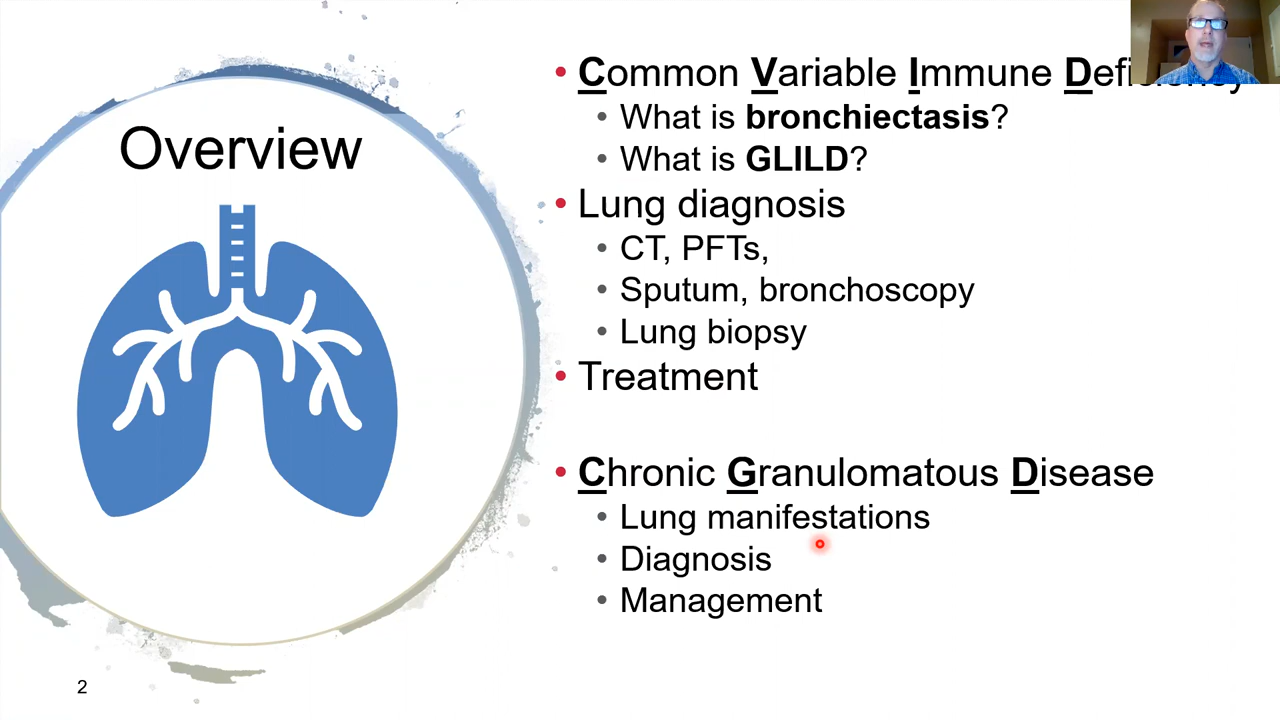 Overview
Common Variable Immune Deficiency
What is bronchiectasis?
What is GLILD?
Lung diagnosis
CT, PFTs,
Sputum, bronchoscopy
Lung biopsy
Treatment
Chronic Granulomatous Disease
Lung manifestations
Diagnosis
Management
2